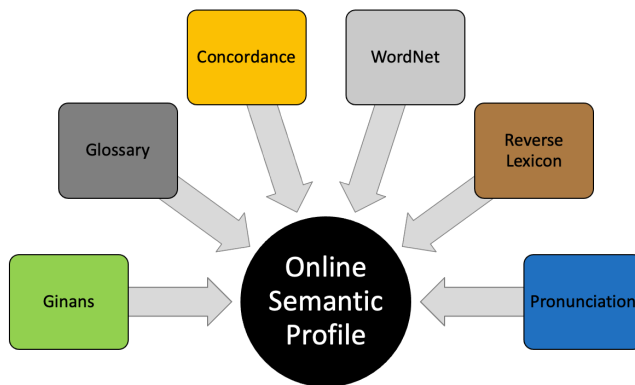 Concordance
WordNet
Glossary
Reverse
Lexicon
Ginans
Online
Semantic
Profile
Pronunciation